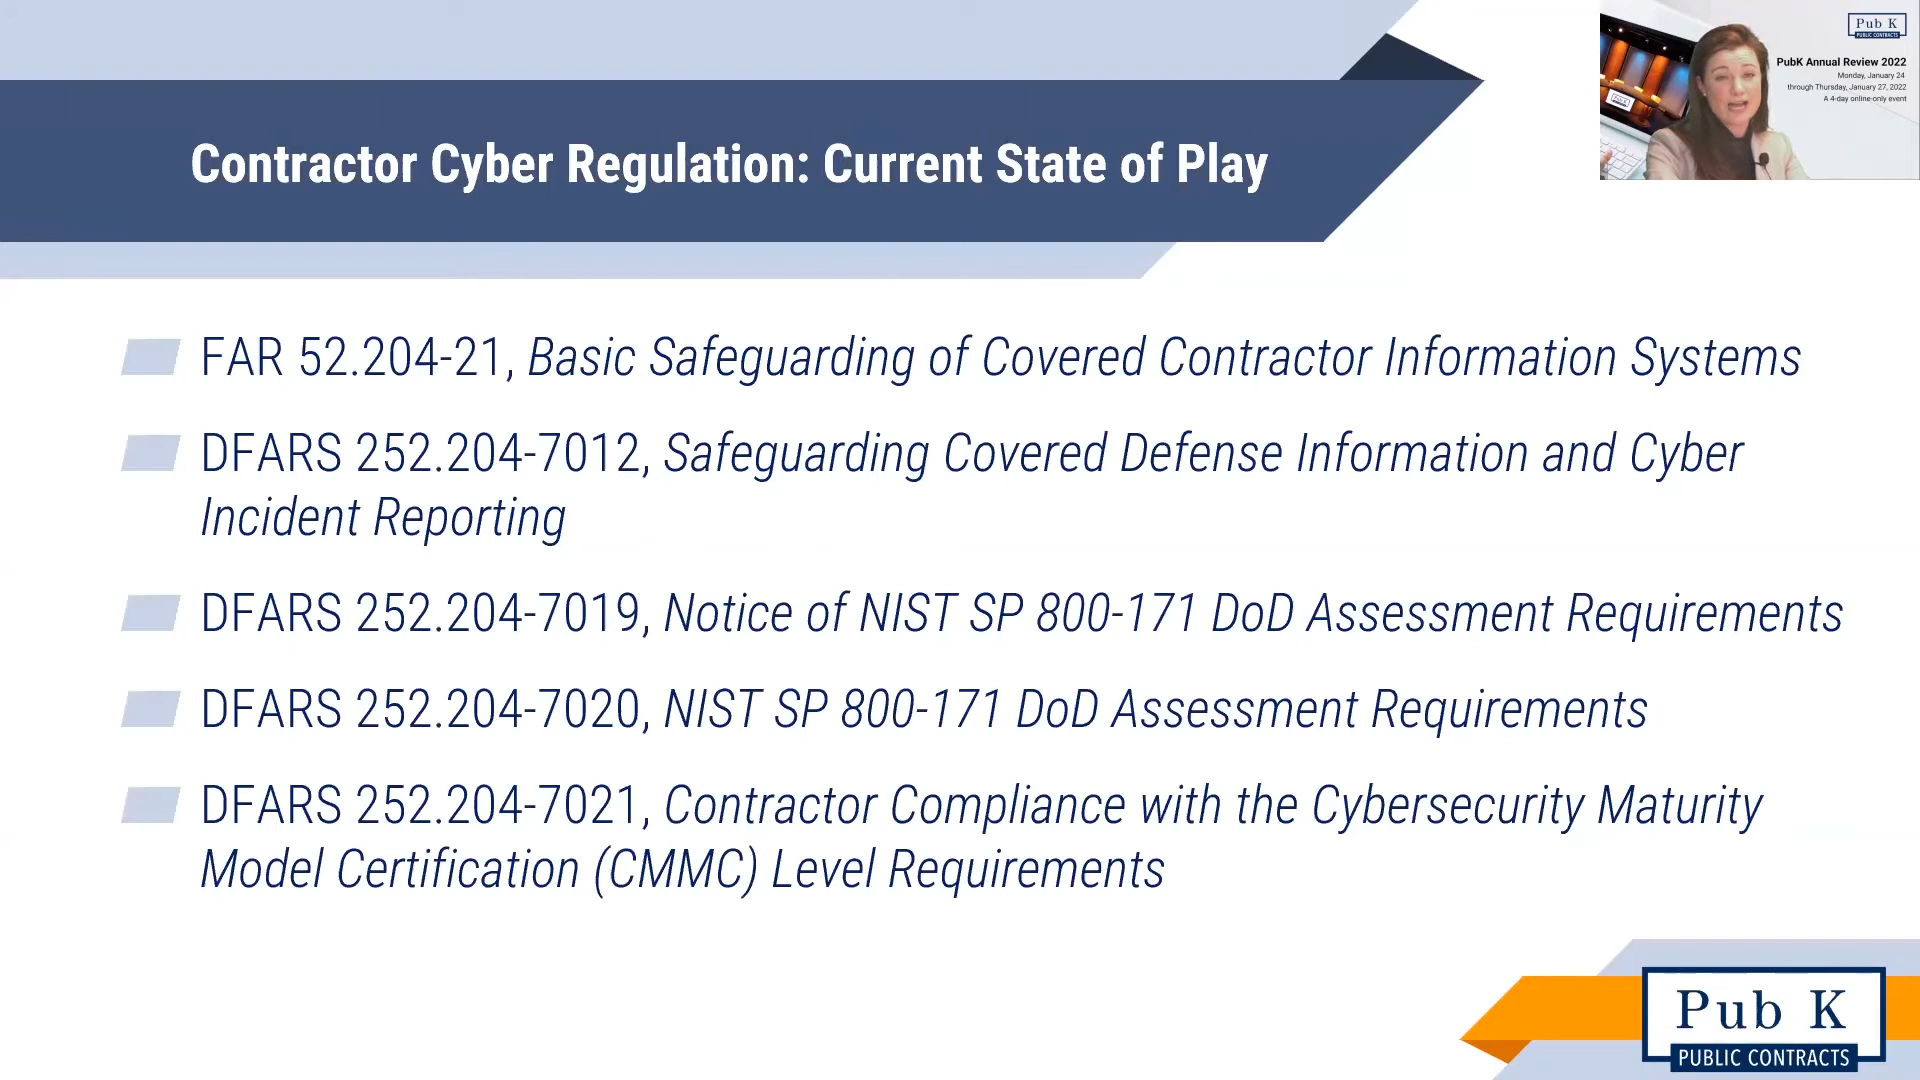 Contractor Cyber Regulation: Current State of Play
Pub K
PUBLIC CONTRACTS
PubK Annual Review 2022
Monday, January 24
through Thursday, January 27, 2022
A 4-day online-only event
FAR 52.204-21, Basic Safeguarding of Covered Contractor Information Systems
DFARS 252.204-7012, Safeguarding Covered Defense Information and Cyber
Incident Reporting
DFARS 252.204-7019, Notice of NIST SP 800-171 DoD Assessment Requirements
DFARS 252.204-7020, NIST SP 800-171 DoD Assessment Requirements
DFARS 252.204-7021, Contractor Compliance with the Cybersecurity Maturity
Model Certification (CMMC) Level Requirements
Pub K
PUBLIC CONTRACTS